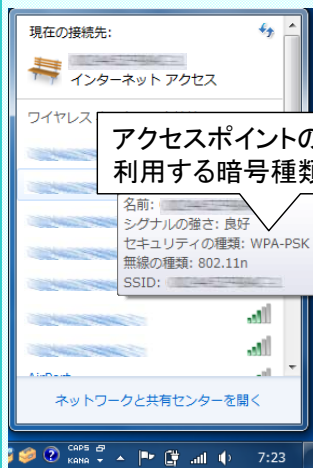 現在の接続先:
インターネット アクセス
ワイヤレス
アクセスポイントの
利用する暗号種類
名前:
シグナルの強さ: 良好
セキュリティの種類: WPA-PSK
無線の種類: 802.11n
SSID:
ネットワークと共有センターを開く
CAPS
KANA
7:23